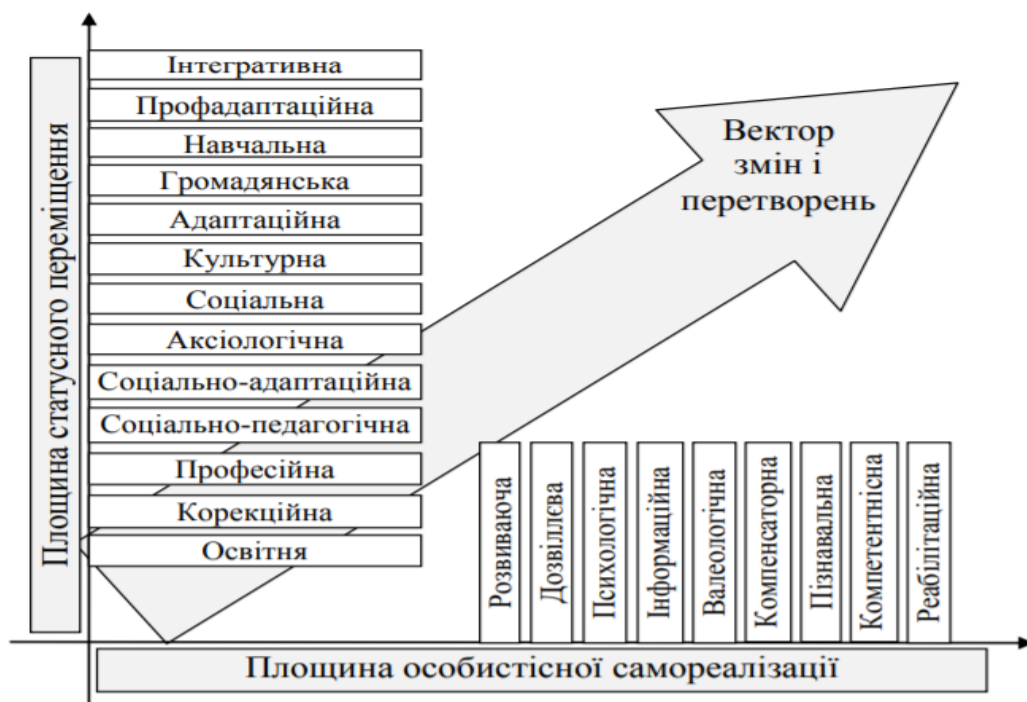 Інтегративна
Профадаптаційна
Навчальна
Громадянська
Адаптаційна
Культурна
Соціальна
Аксіологічна
Соціально-адаптаційна
Соціально-педагогічна
Професійна
Корекційна
Освітня
Площина статусного переміщення
Вектор
змін і
перетворень
Розвиваюча
Дозвіллєва
Психологічна
Інформаційна
Валеологічна
Компенсаторна
Пізнавальна
Компетентнісна
Реабілітаційна
Площина особистісної самореалізації